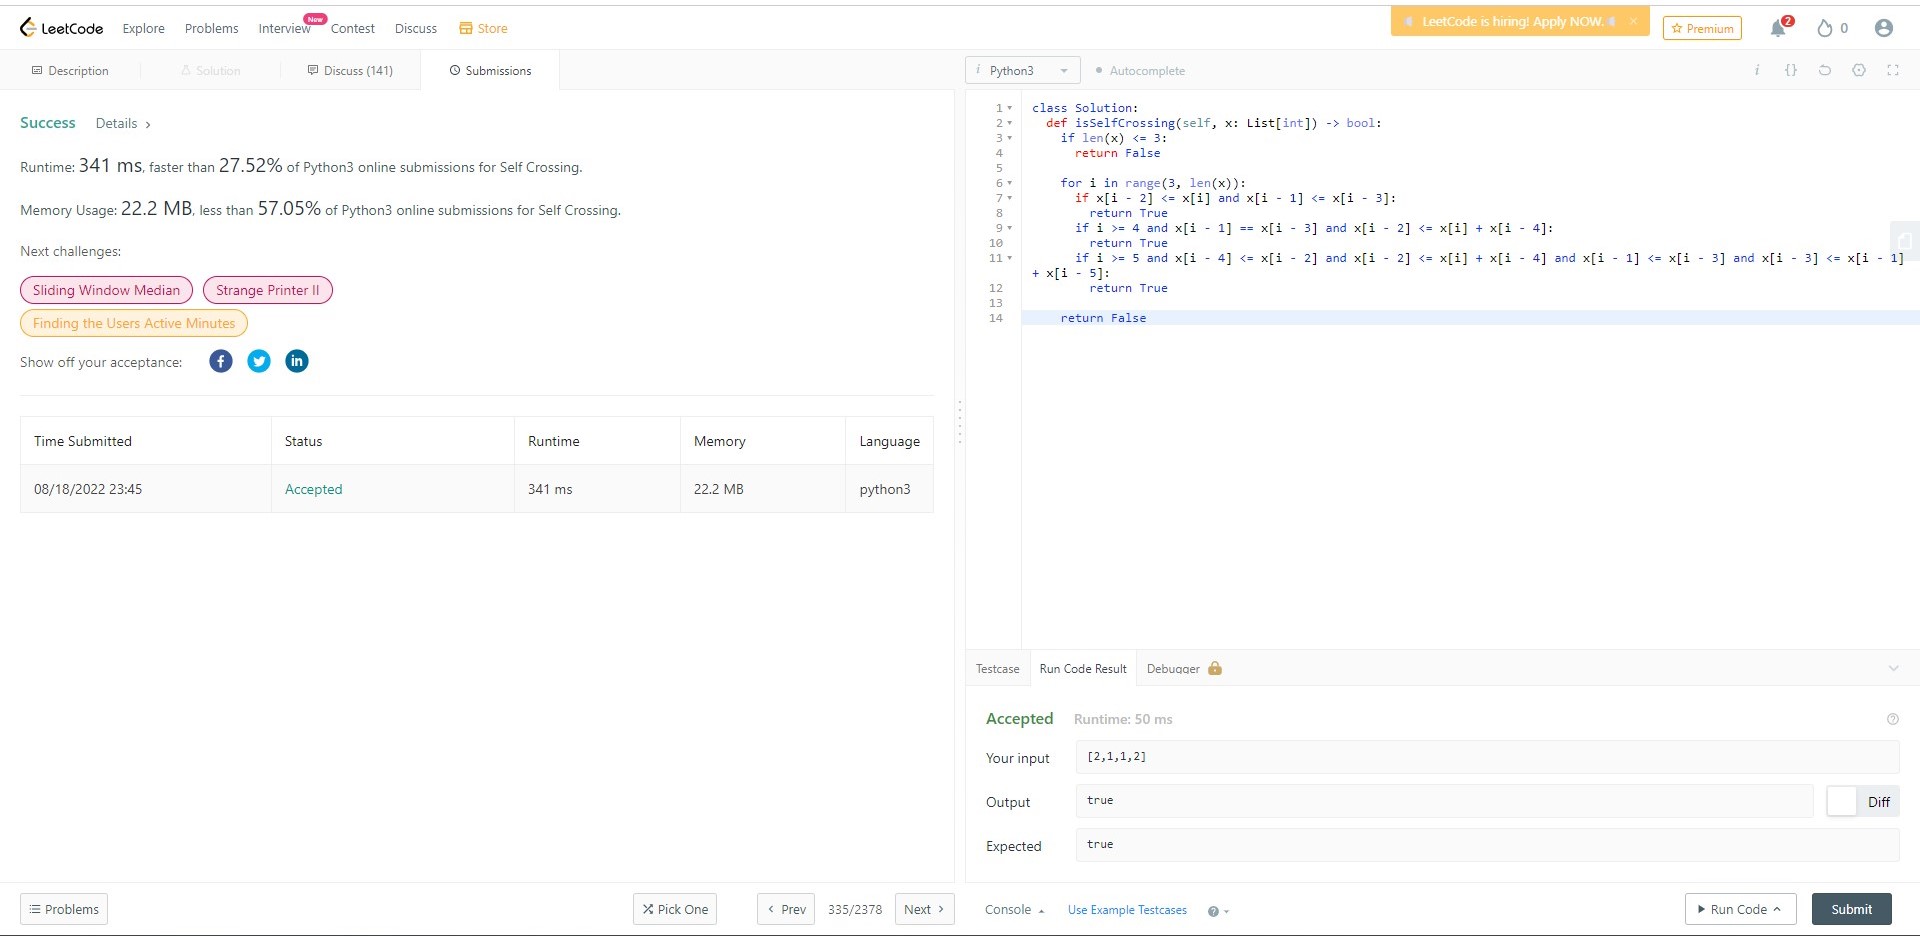 LeetCode Explore Problems Interview New Contest Discuss Store LeetCode is hiring! Apply NOW. × Premium 2 0
Description Solution Discuss (141) Submissions
i Python3 Autocomplete i {}
Success Details >
Runtime: 341 ms, faster than 27.52% of Python3 online submissions for Self Crossing.
Memory Usage: 22.2 MB, less than 57.05% of Python3 online submissions for Self Crossing.
Next challenges:
Sliding Window Median Strange Printer II
Finding the Users Active Minutes
Show off your acceptance: f in
Time Submitted Status Runtime Memory Language
08/18/2022 23:45 Accepted 341 ms 22.2 MB python3
1 class Solution:
2 def isSelfCrossing(self, x: List[int]) -> bool:
3 if len(x) <= 3:
4 return False
5
6 for i in range(3, len(x)):
7 if x[i - 2] <= x[i] and x[i - 1] <= x[i - 3]:
8 return True
9 if i >= 4 and x[i - 1] == x[i - 3] and x[i - 2] <= x[i] + x[i - 4]:
10 return True
11 if i >= 5 and x[i - 4] <= x[i - 2] and x[i - 2] <= x[i] + x[i - 4] and x[i - 1] <= x[i - 3] and x[i - 3] <= x[i - 1]
+ x[i - 5]:
12 return True
13
14 return False
Testcase Run Code Result Debugger
Accepted Runtime: 50 ms ?
Your input [2,1,1,2]
Output true Diff
Expected true
Problems Pick One < Prev 335/2378 Next > Console Use Example Testcases ? Run Code Submit